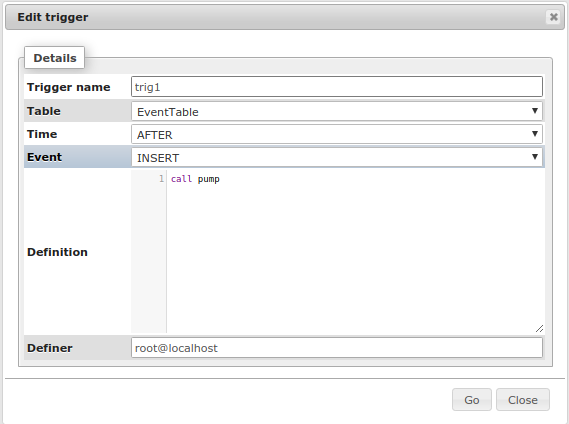 Edit trigger
Details
Trigger name trig1
Table EventTable
Time AFTER
Event INSERT
Definition 1 call pump
Definer root@localhost
Go Close